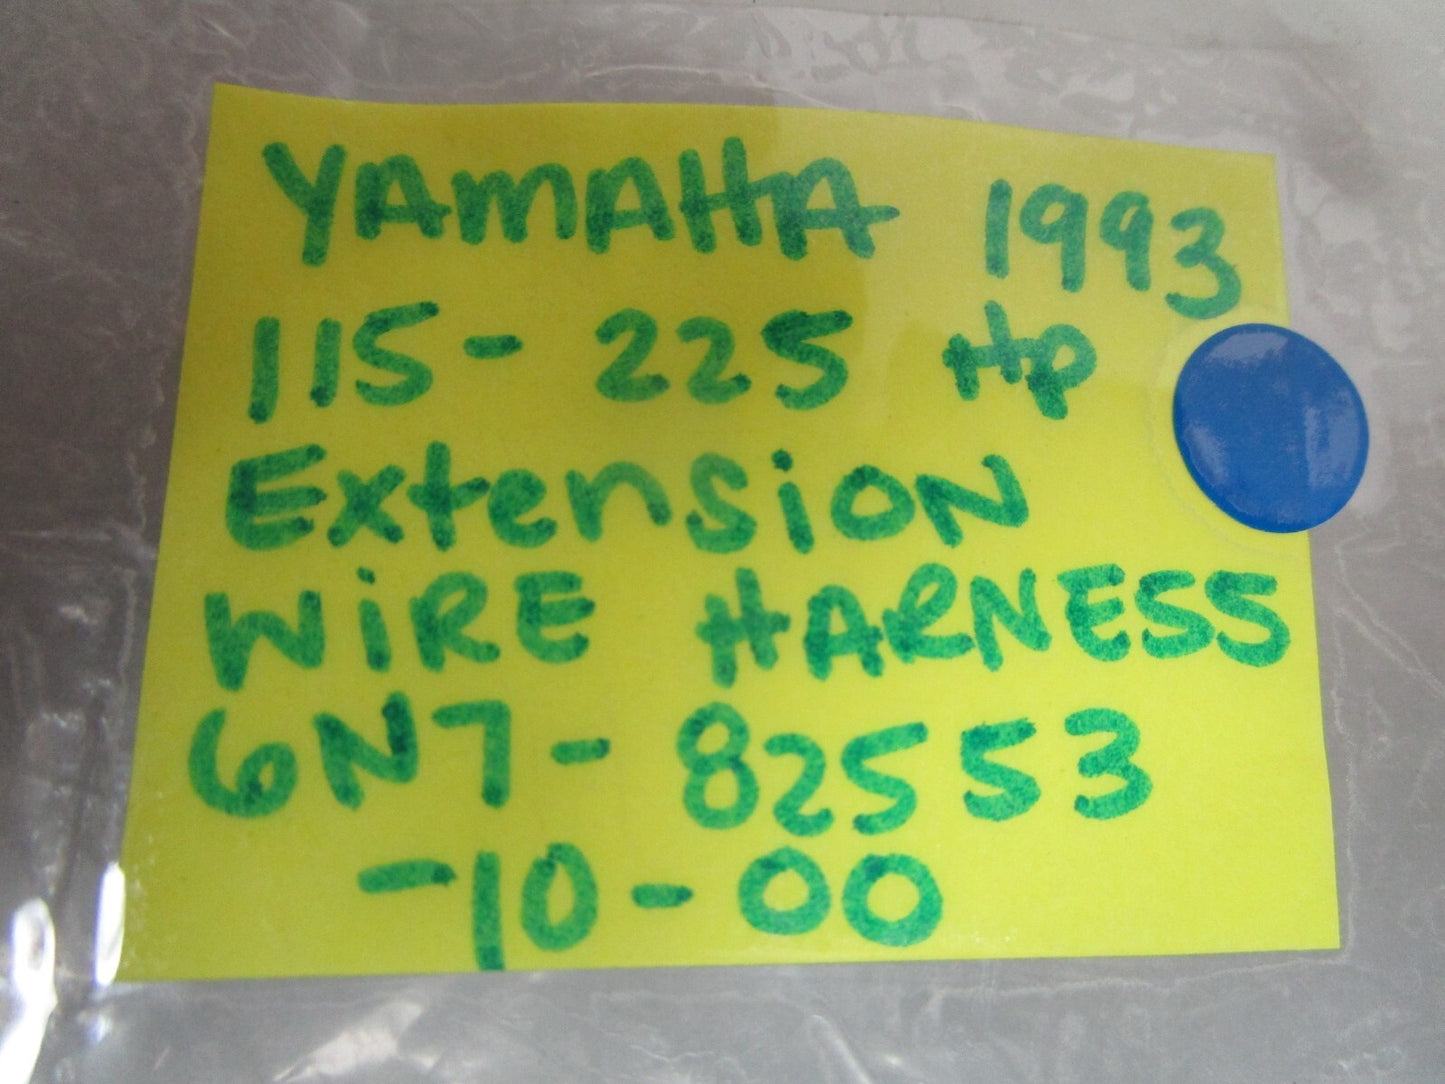 YAMAHA 1993
115-225 Hp
Extension
WiRE HARNESS
6N7-82553
-10-00